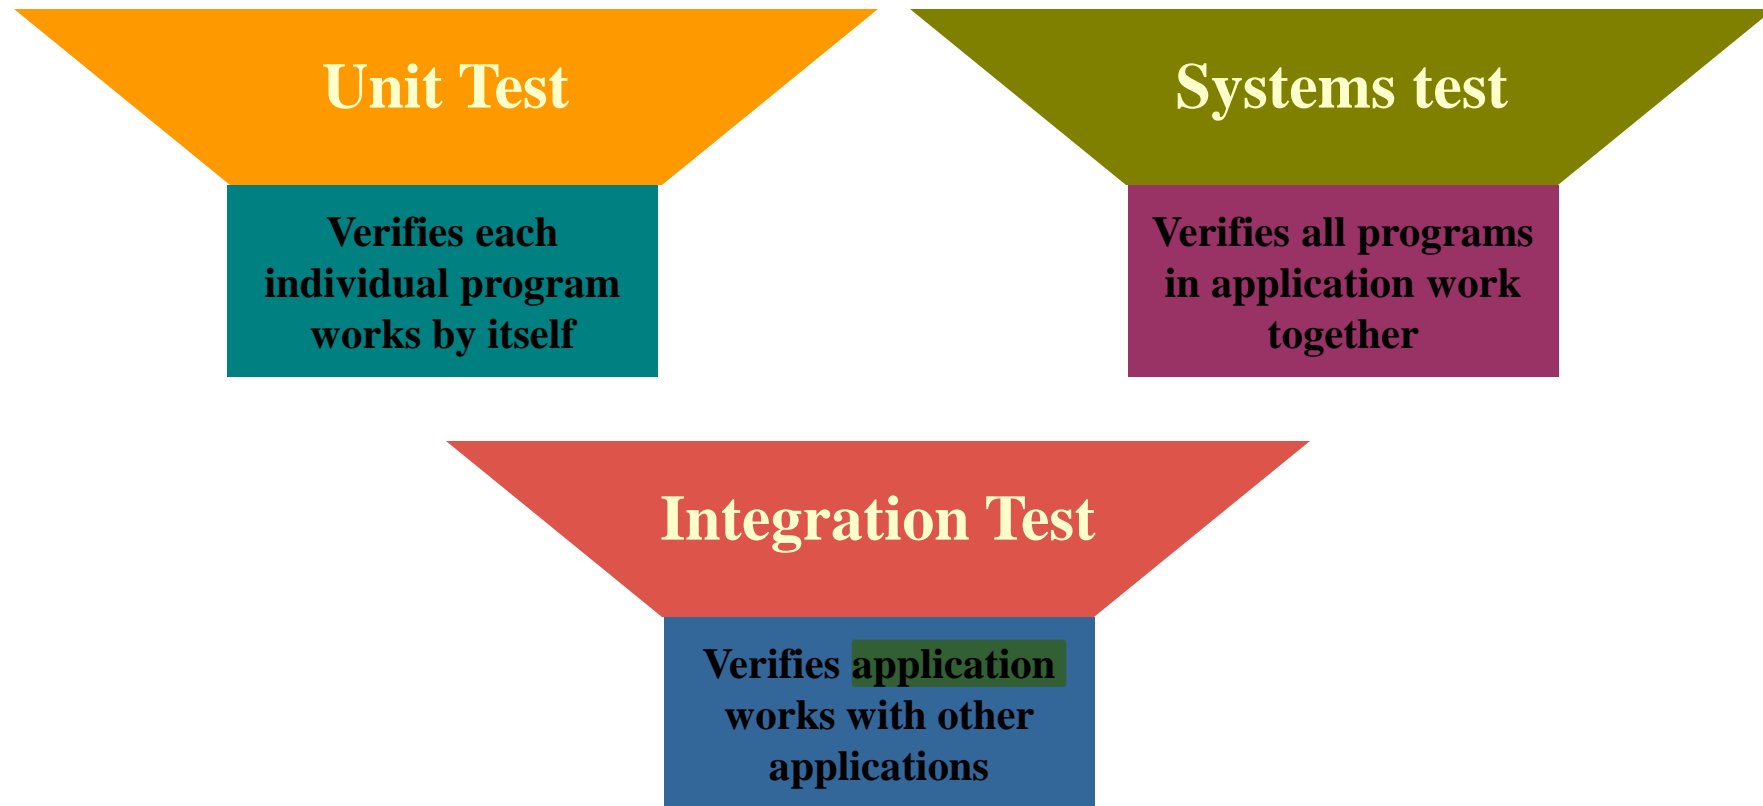 Unit Test
Verifies each
individual program
works by itself
Systems test
Verifies all programs
in application work
together
Integration Test
Verifies application
works with other
applications